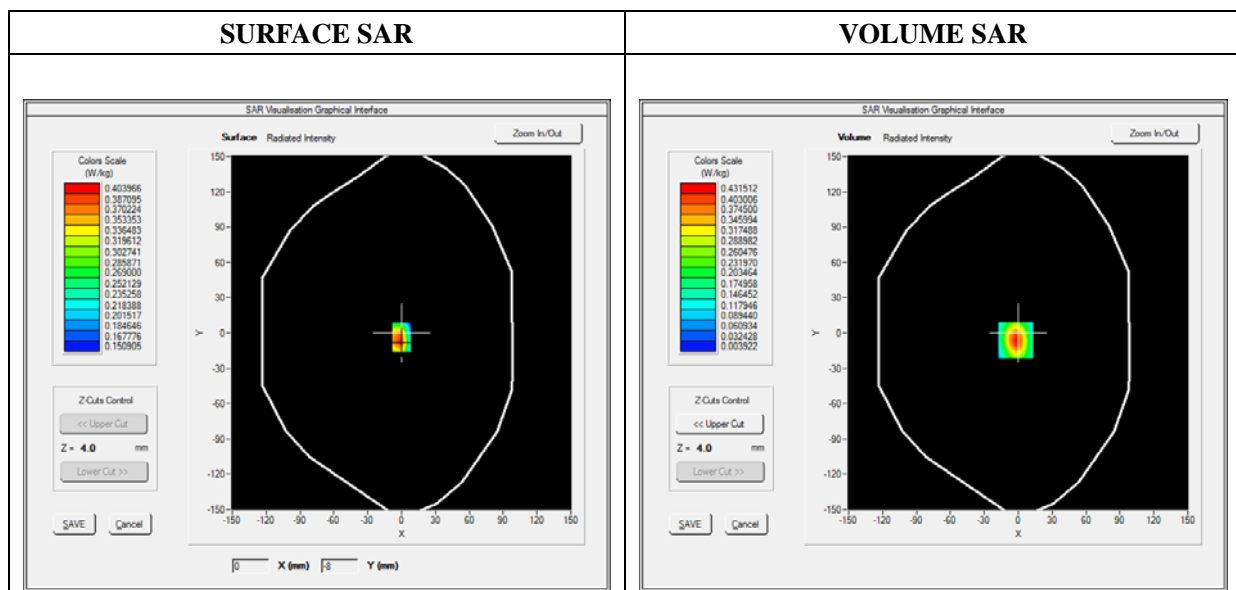 SURFACE SAR
VOLUME SAR
SAR Visualisation Graphical Interface
Surface Radiated Intensity
Zoom In/Out
Colors Scale
(W/kg)
0.403966
0.387095
0.370224
0.353353
0.336483
0.319612
0.302741
0.285871
0.269000
0.252129
0.235258
0.218388
0.201517
0.184646
0.167776
0.150905
Z-Cuts Control
<< Upper Cut
Z = 4.0 mm
Lower Cut >>
SAVE Cancel
150
120
90
60
30
0
-30
-60
-90
-120
-150
Y
-150 -120 -90 -60 -30 0 30 60 90 120 150
X
0 X (mm) -8 Y (mm)
SAR Visualisation Graphical Interface
Volume Radiated Intensity
Zoom In/Out
Colors Scale
(W/kg)
0.431512
0.403006
0.374500
0.345994
0.317488
0.288982
0.260476
0.231970
0.203464
0.174958
0.146452
0.117946
0.089440
0.060934
0.032428
0.003922
Z-Cuts Control
<< Upper Cut
Z = 4.0 mm
Lower Cut >>
SAVE Cancel
150
120
90
60
30
0
-30
-60
-90
-120
-150
Y
-150 -120 -90 -60 -30 0 30 60 90 120 150
X